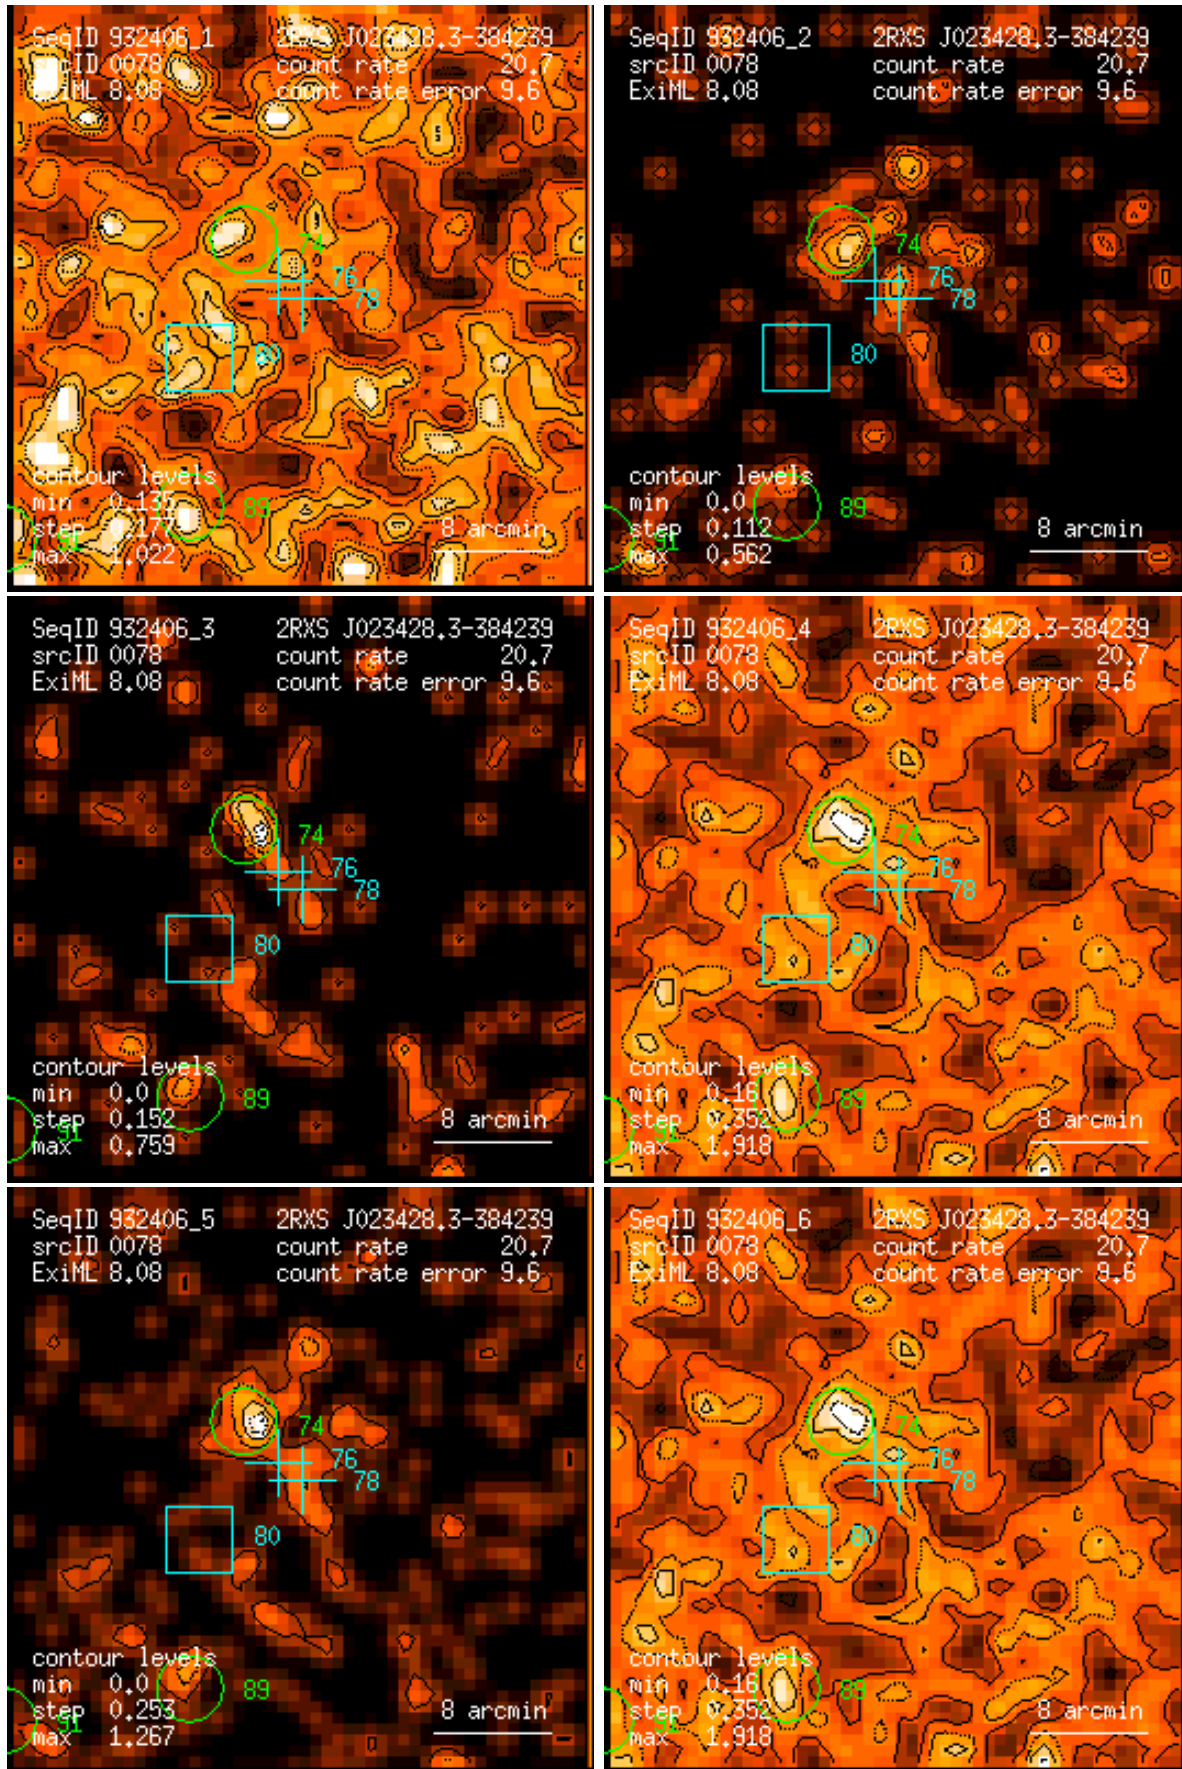 SeqID 932406_1 2RXS J023428.3-384239
srcID 0078 count rate 20.7
ExiML 8.08 count rate error 9.6
74
76
78
80
contour levels
min 0.135
step 0.177
max 1.022
89
91
8 arcmin
SeqID 932406_2 2RXS J023428.3-384239
srcID 0078 count rate 20.7
ExiML 8.08 count rate error 9.6
74
76
78
80
contour levels
min 0.0
step 0.112
max 0.562
89
91
8 arcmin
SeqID 932406_3 2RXS J023428.3-384239
srcID 0078 count rate 20.7
ExiML 8.08 count rate error 9.6
74
76
78
80
contour levels
min 0.0
step 0.152
max 0.759
89
91
8 arcmin
SeqID 932406_4 2RXS J023428.3-384239
srcID 0078 count rate 20.7
ExiML 8.08 count rate error 9.6
74
76
78
80
contour levels
min 0.16
step 0.352
max 1.918
89
91
8 arcmin
SeqID 932406_5 2RXS J023428.3-384239
srcID 0078 count rate 20.7
ExiML 8.08 count rate error 9.6
74
76
78
80
contour levels
min 0.0
step 0.253
max 1.267
89
91
8 arcmin
SeqID 932406_6 2RXS J023428.3-384239
srcID 0078 count rate 20.7
ExiML 8.08 count rate error 9.6
74
76
78
80
contour levels
min 0.16
step 0.352
max 1.918
89
91
8 arcmin